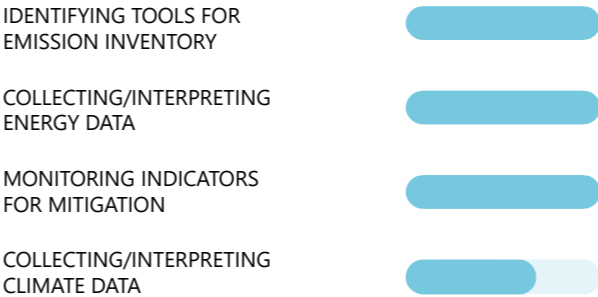 IDENTIFYING TOOLS FOR
EMISSION INVENTORY
COLLECTING/INTERPRETING
ENERGY DATA
MONITORING INDICATORS
FOR MITIGATION
COLLECTING/INTERPRETING
CLIMATE DATA